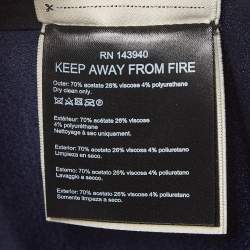 RN 143940
KEEP AWAY FROM FIRE
Outer: 70% acetate 26% viscose 4% polyurethane
Dry clean only.
Extérieur: 70% acétate 26% viscose
4% polyuréthane
Nettoyage à sec uniquement.
Exterior: 70% acetato 26% viscosa 4% poliuretano
Limpieza en seco.
Esterno: 70% acetato 26% viscosa 4% poliuretano
Lavaggio a secco.
Exterior: 70% acetato 26% viscose 4% poliuretano
Somente limpeza a seco.